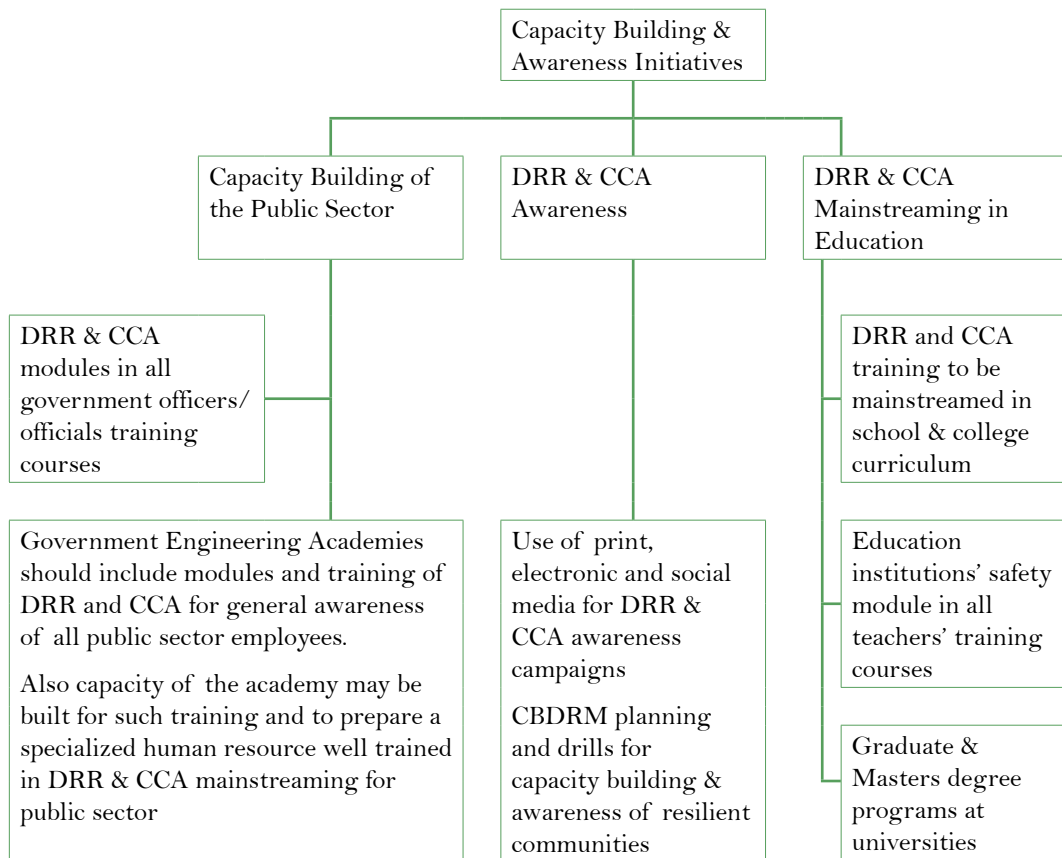 Capacity Building &
Awareness Initiatives
Capacity Building of
the Public Sector
DRR & CCA
Awareness
DRR & CCA
Mainstreaming in
Education
DRR & CCA
modules in all
government officers/
officials training
courses
DRR and CCA
training to be
mainstreamed in
school & college
curriculum
Government Engineering Academies
should include modules and training of
DRR and CCA for general awareness
of all public sector employees.
Also capacity of the academy may be
built for such training and to prepare a
specialized human resource well trained
in DRR & CCA mainstreaming for
public sector
Use of print,
electronic and social
media for DRR &
CCA awareness
campaigns
CBDRM planning
and drills for
capacity building &
awareness of resilient
communities
Education
institutions’ safety
module in all
teachers’ training
courses
Graduate &
Masters degree
programs at
universities